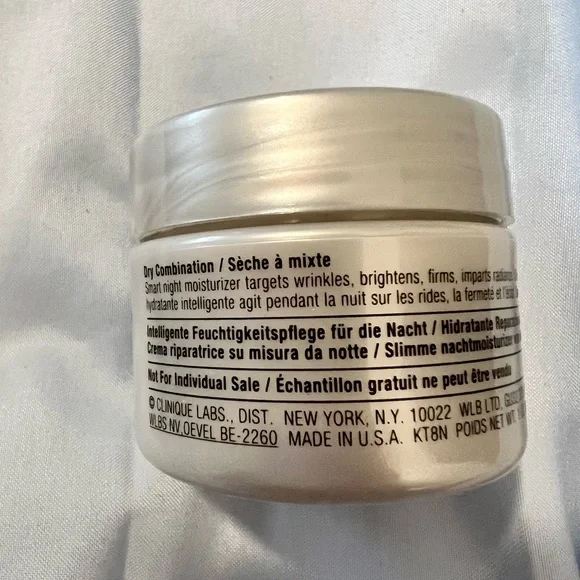 Dry Combination / Sèche à mixte
Smart night moisturizer targets wrinkles, brightens, firms, imparts radiance.
hydratante intelligente agit pendant la nuit sur les rides, la fermeté et l'éclat
Intelligente Feuchtigkeitspflege für die Nacht / Hidratante
Crema riparatrice su misura da notte / Slimme nachtmoisturizer
Not For Individual Sale / Échantillon gratuit ne peut être vendu
© CLINIQUE LABS., DIST. NEW YORK, N.Y. 10022 WLB LTD,
WLBS NV, OEVEL BE-2260 MADE IN U.S.A. KT8N POIDS NET